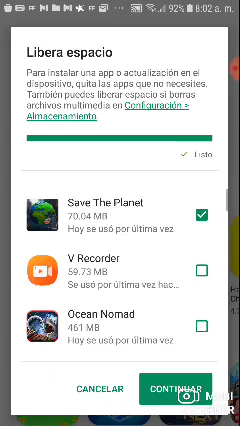 92% 8:02 a. m.
Libera espacio
Para instalar una app o actualización en el
dispositivo, quita las apps que no necesites.
También puedes liberar espacio si borras
archivos multimedia en Configuración >
Almacenamiento.
Listo
Save The Planet
70.04 MB
Hoy se usó por última vez
V Recorder
59.73 MB
Se usó por última vez hac...
Ocean Nomad
461 MB
Hoy se usó por última vez
CANCELAR
CONTINUAR